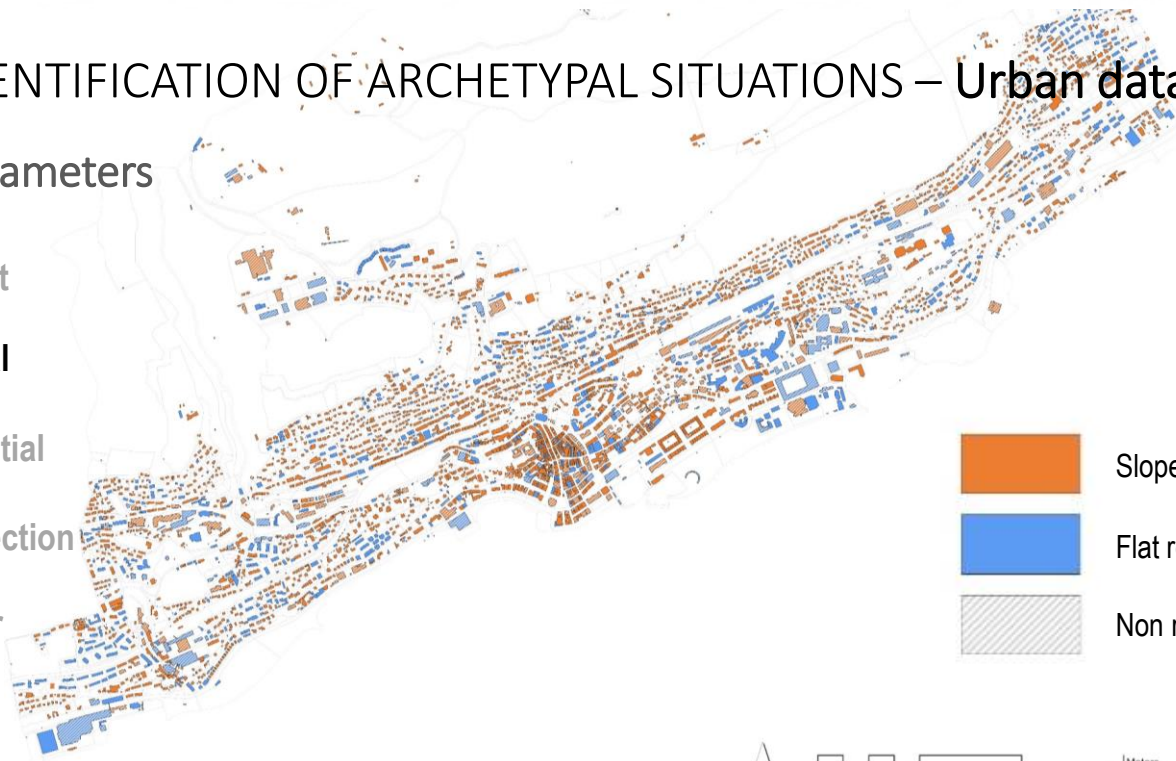 ENTIFICATION OF ARCHETYPAL SITUATIONS – Urban data
ameters
t
l
tial
ction
Slope
Flat r
Non r